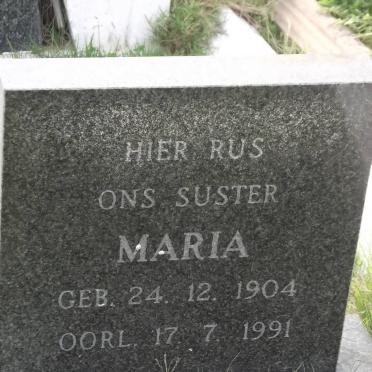 HIER RUS
ONS SUSTER
MARIA
GEB. 24. 12. 1904
OORL. 17. 7. 1991